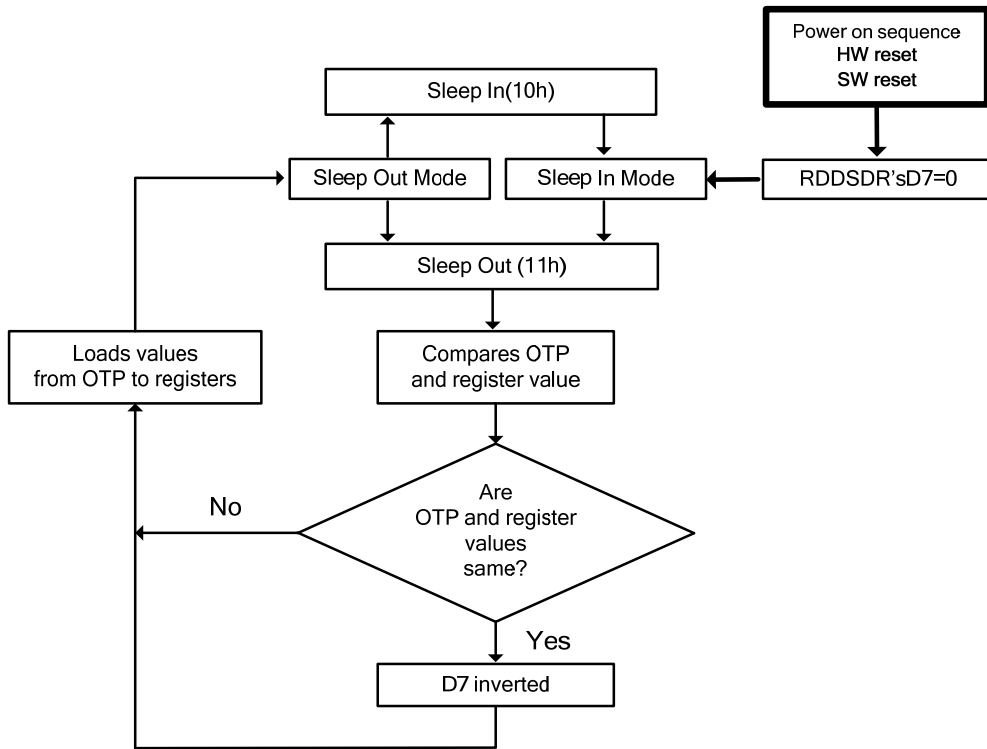 Power on sequence
HW reset
SW reset
Sleep In(10h)
Sleep Out Mode
Sleep In Mode
RDDSDR'sD7=0
Sleep Out (11h)
Loads values
from OTP to registers
Compares OTP
and register value
Are
OTP and register
values
same?
No
Yes
D7 inverted